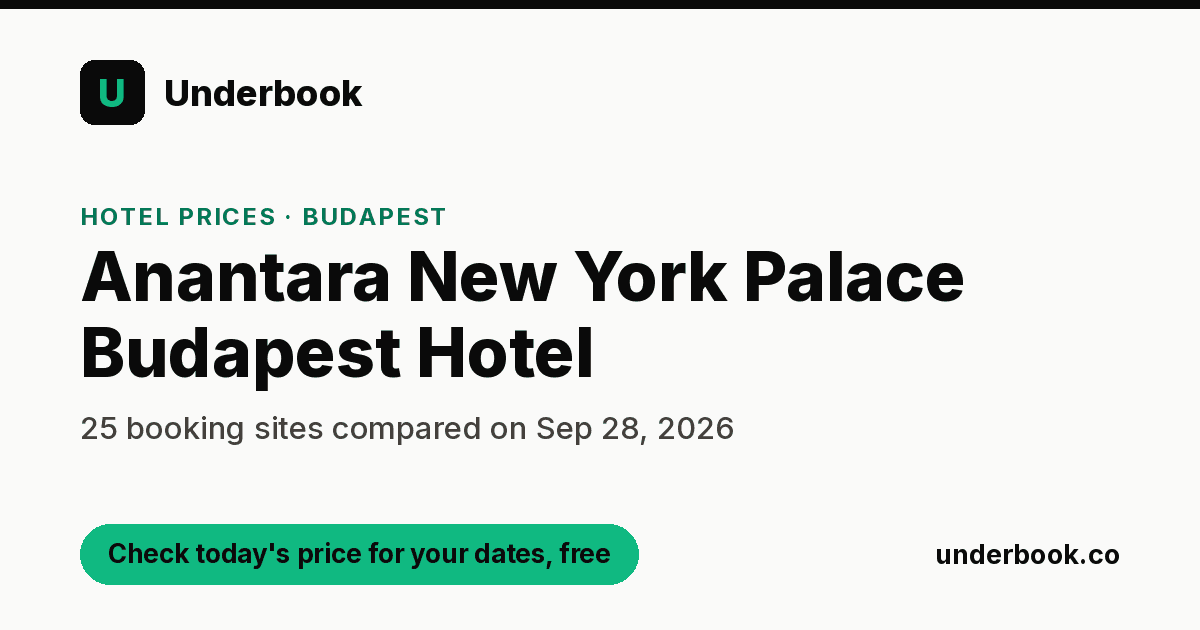 U Underbook
HOTEL PRICES · BUDAPEST
Anantara New York Palace
Budapest Hotel
25 booking sites compared on Sep 28, 2026
Check today's price for your dates, free
underbook.co